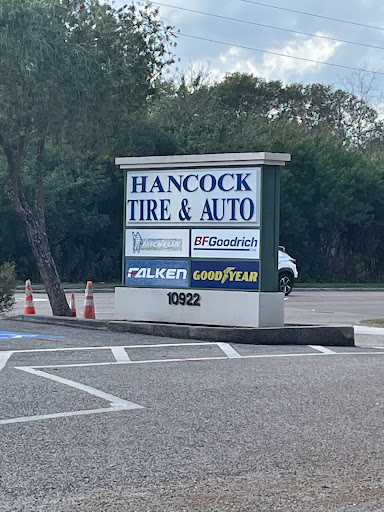 HANCOCK
TIRE & AUTO
MICHELIN BFGoodrich
FALKEN GOODYEAR
10922